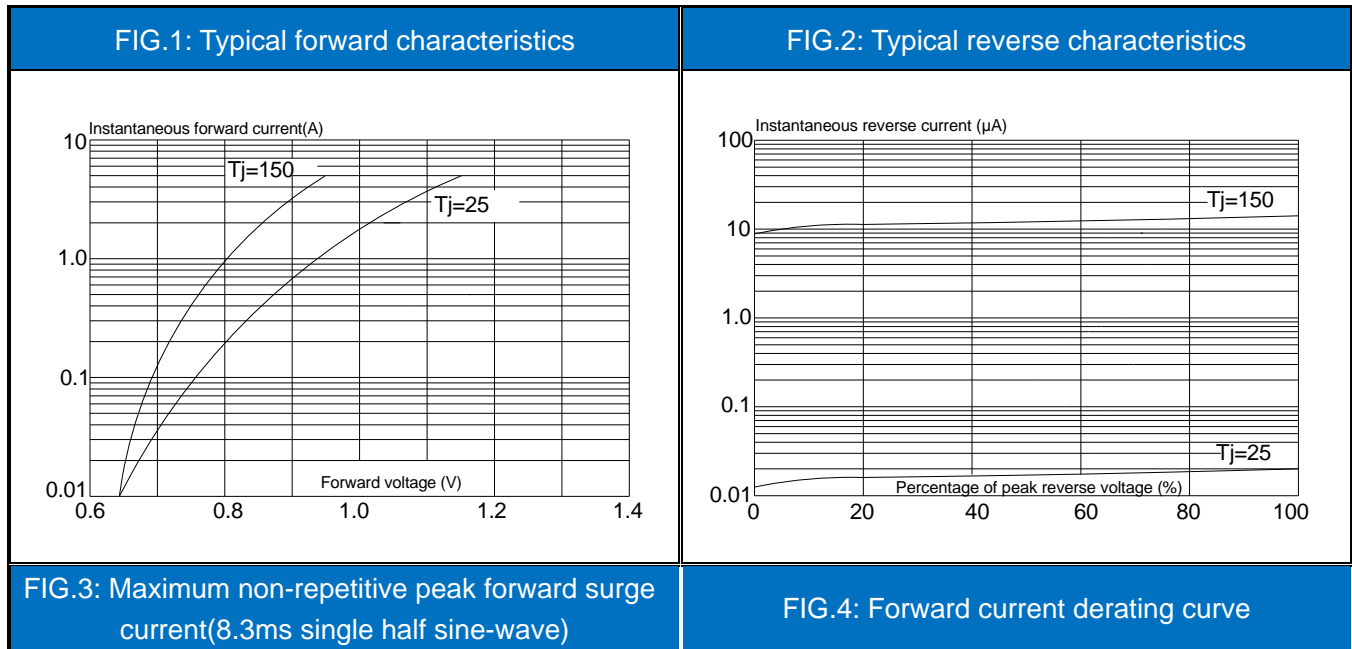 FIG.1: Typical forward characteristics
FIG.2: Typical reverse characteristics
Instantaneous forward current(A)
10
1.0
0.1
0.01
Tj=150
Tj=25
Forward voltage (V)
0.6 0.8 1.0 1.2 1.4
Instantaneous reverse current (µA)
100
10
1.0
0.1
0.01
Tj=150
Tj=25
Percentage of peak reverse voltage (%)
0 20 40 60 80 100
FIG.3: Maximum non-repetitive peak forward surge
current(8.3ms single half sine-wave)
FIG.4: Forward current derating curve